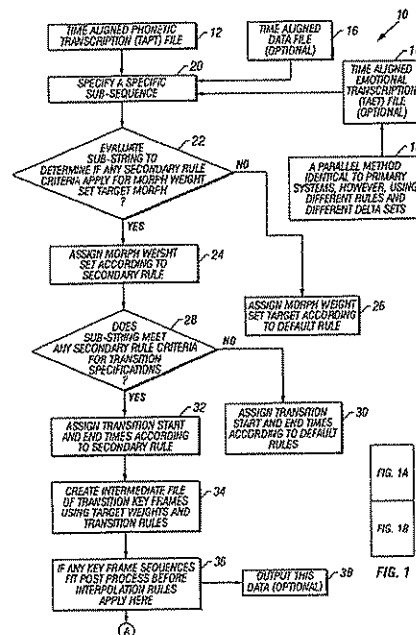 10
TIME ALIGNED PHONETIC
TRANSCRIPTION (TAPT) FILE
12
TIME ALIGNED
DATA FILE
(OPTIONAL)
16
TIME ALIGNED
EMOTIONAL
TRANSCRIPTION
(TAET) FILE
(OPTIONAL)
20
SPECIFY A SPECIFIC
SUB-SEQUENCE
A PARALLEL METHOD
IDENTICAL TO PRIMARY
SYSTEMS, HOWEVER, USING
DIFFERENT RULES AND
DIFFERENT DELTA SETS
22
EVALUATE
SUB-STRING TO
DETERMINE IF ANY SECONDARY RULE
CRITERIA APPLY FOR MORPH WEIGHT
SET TARGET MORPH
?
NO
YES
ASSIGN MORPH WEIGHT
SET ACCORDING TO
SECONDARY RULE
24
ASSIGN MORPH WEIGHT
SET TARGET ACCORDING
TO DEFAULT RULE
26
28
DOES
SUB-STRING MEET
ANY SECONDARY RULE CRITERIA
FOR TRANSITION
SPECIFICATIONS
?
NO
YES
32
ASSIGN TRANSITION
START AND END TIMES
ACCORDING TO DEFAULT
RULES
30
ASSIGN TRANSITION START
AND END TIMES ACCORDING
TO SECONDARY RULE
CREATE INTERMEDIATE FILE
OF TRANSITION KEY FRAMES
USING TARGET WEIGHTS AND
TRANSITION RULES
34
IF ANY KEY FRAME SEQUENCES
FIT POST PROCESS BEFORE
INTERPOLATION RULES
APPLY HERE
36
OUTPUT THIS
DATA (OPTIONAL)
38
A
FIG. 1A
FIG. 1B
FIG. 1